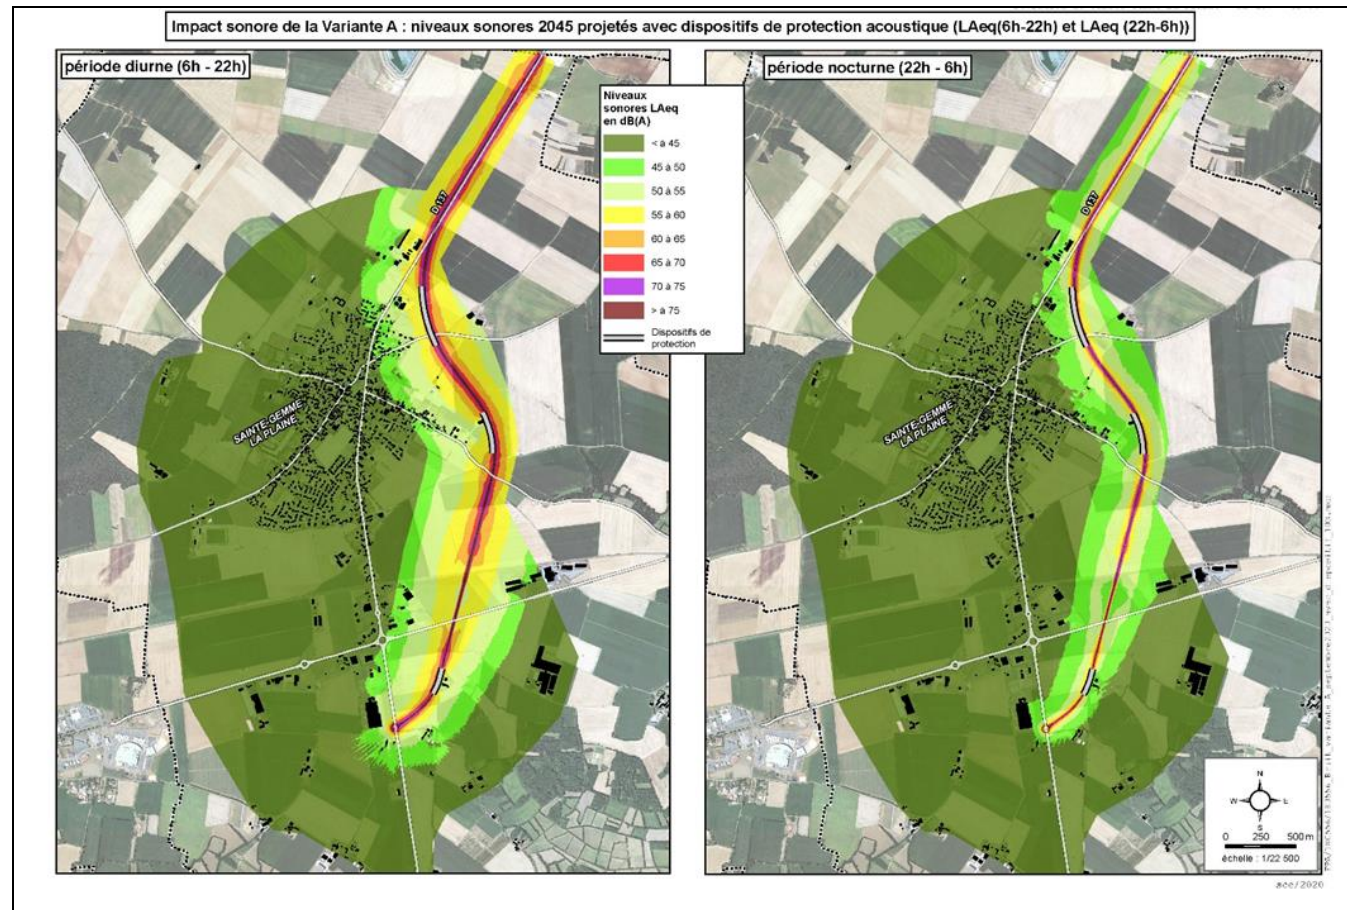 Impact sonore de la Variante A : niveaux sonores 2045 projetés avec dispositifs de protection acoustique (LAeq(6h-22h) et LAeq (22h-6h))
période diurne (6h - 22h)
période nocturne (22h - 6h)
Niveaux
sonores LAeq
en dB(A)
< à 45
45 à 50
50 à 55
55 à 60
60 à 65
65 à 70
70 à 75
> à 75
Dispositifs de
protection
D 137
D 137
SAINTE-GEMME
LA PLAINE
SAINTE-GEMME
LA PLAINE
N
W E
S
0 250 500m
échelle : 1/22 500